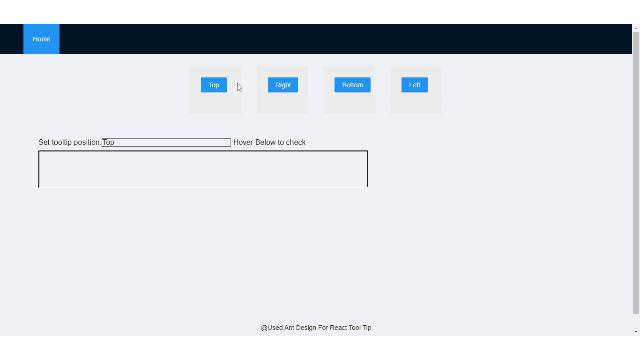 Home
Top Right Bottom Left
Set tooltip position. Top Hover Below to check
@Used Ant Design For React Tool Tip